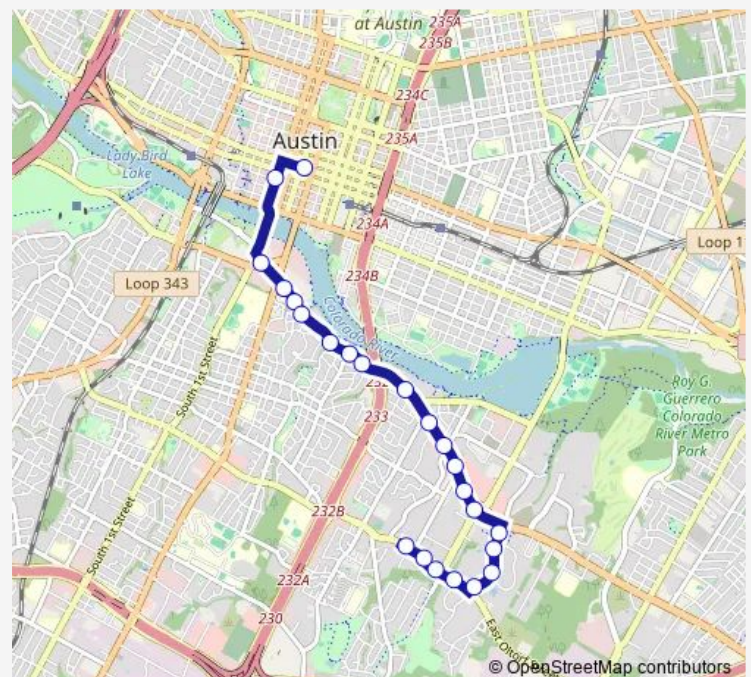 at Austin
235A
235B
234C
235A
Austin
Lady Bird
Lake
234A
Loop 1
234B
Loop 343
Colorado River
South 1st Street
Roy G.
Guerrero
Colorado
River Metro
Park
233
232B
South 1st Street
232A
230
East Oltorf
© OpenStreetMap contributors